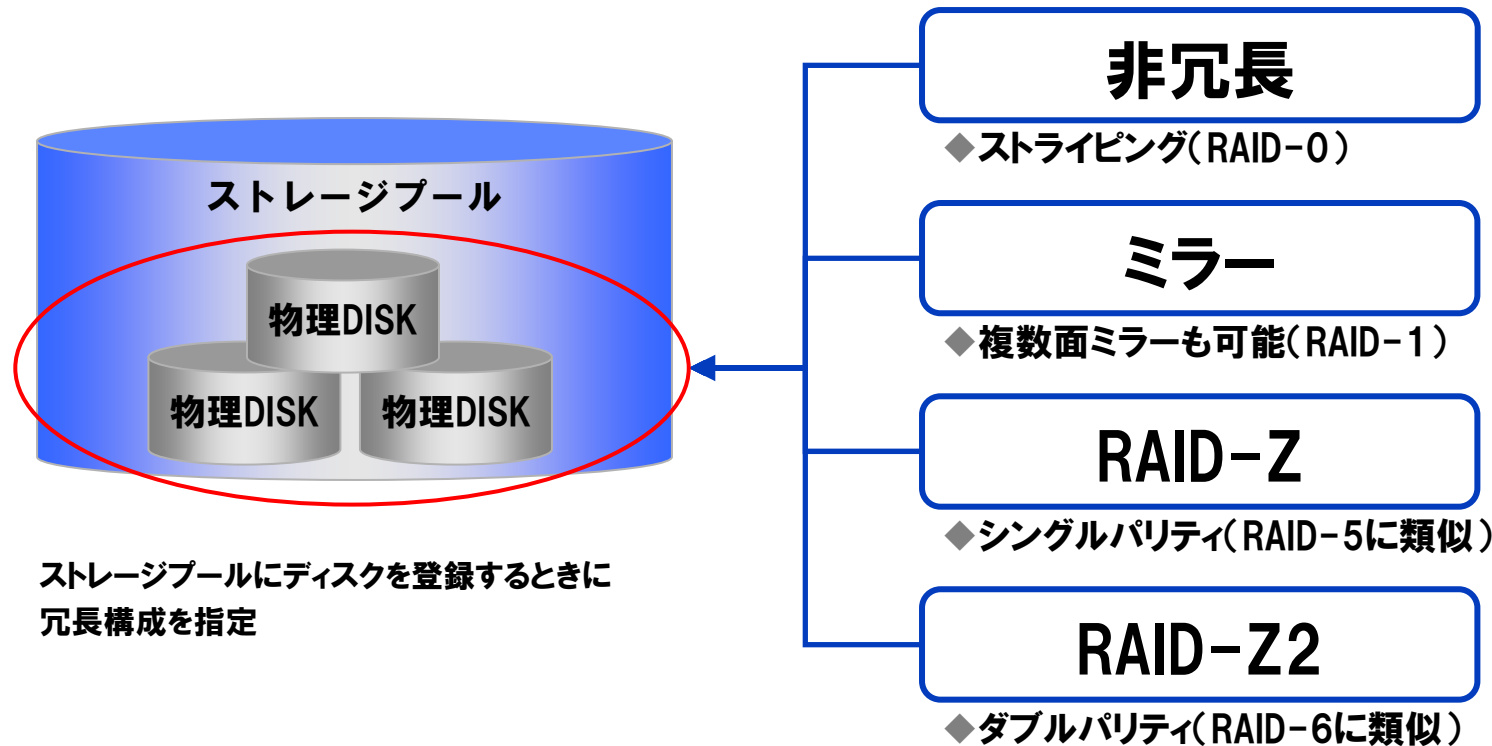 ストレージプール
物理DISK
物理DISK 物理DISK
ストレージプールにディスクを登録するときに
冗長構成を指定
非冗長
◆ストライピング(RAID-0)
ミラー
◆複数面ミラーも可能(RAID-1)
RAID-Z
◆シングルパリティ(RAID-5に類似)
RAID-Z2
◆ダブルパリティ(RAID-6に類似)